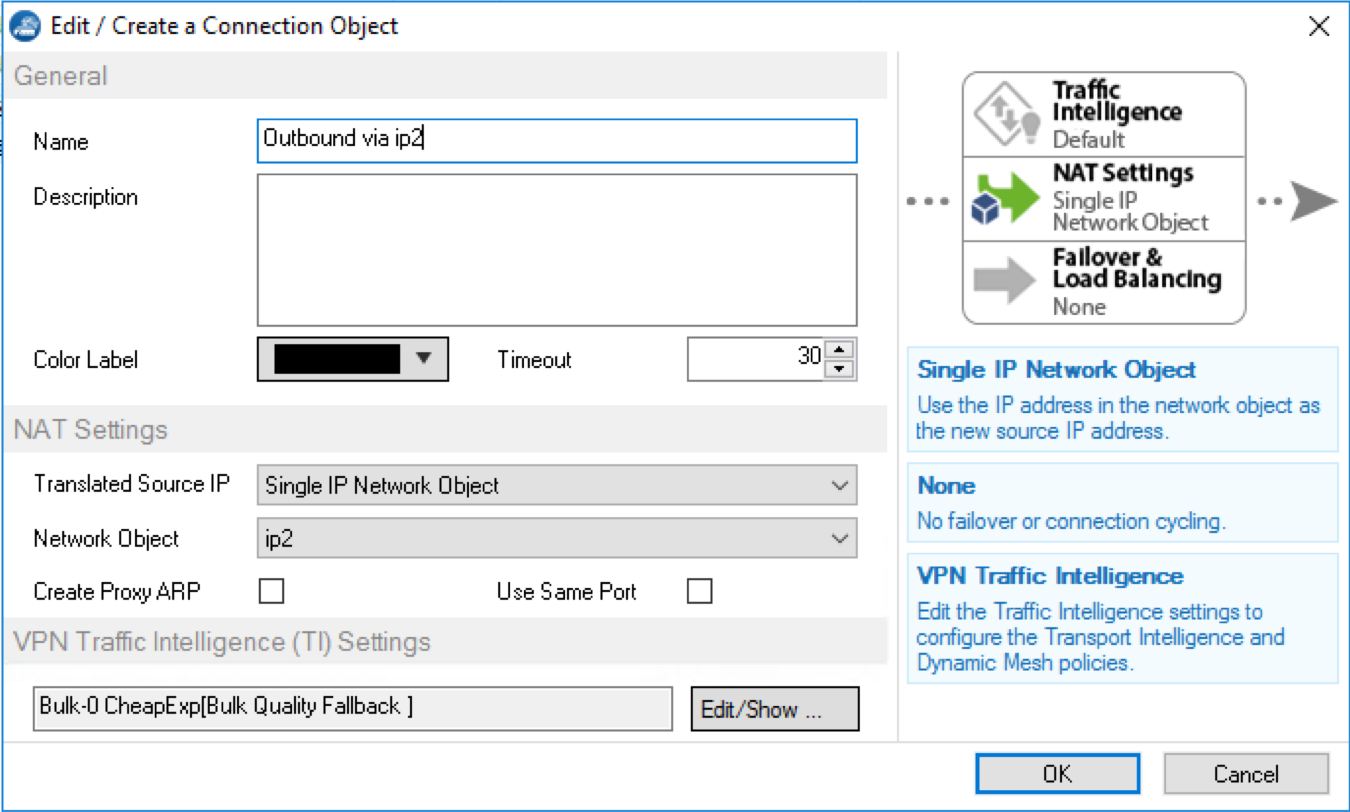 Edit / Create a Connection Object
General
Name
Outbound via ip2
Description
Color Label
Timeout
30
NAT Settings
Translated Source IP
Single IP Network Object
Network Object
ip2
Create Proxy ARP
Use Same Port
VPN Traffic Intelligence (TI) Settings
Bulk-0 CheapExp[Bulk Quality Fallback ]
Edit/Show ...
Traffic
Intelligence
Default
NAT Settings
Single IP
Network Object
Failover &
Load Balancing
None
Single IP Network Object
Use the IP address in the network object as
the new source IP address.
None
No failover or connection cycling.
VPN Traffic Intelligence
Edit the Traffic Intelligence settings to
configure the Transport Intelligence and
Dynamic Mesh policies.
OK
Cancel